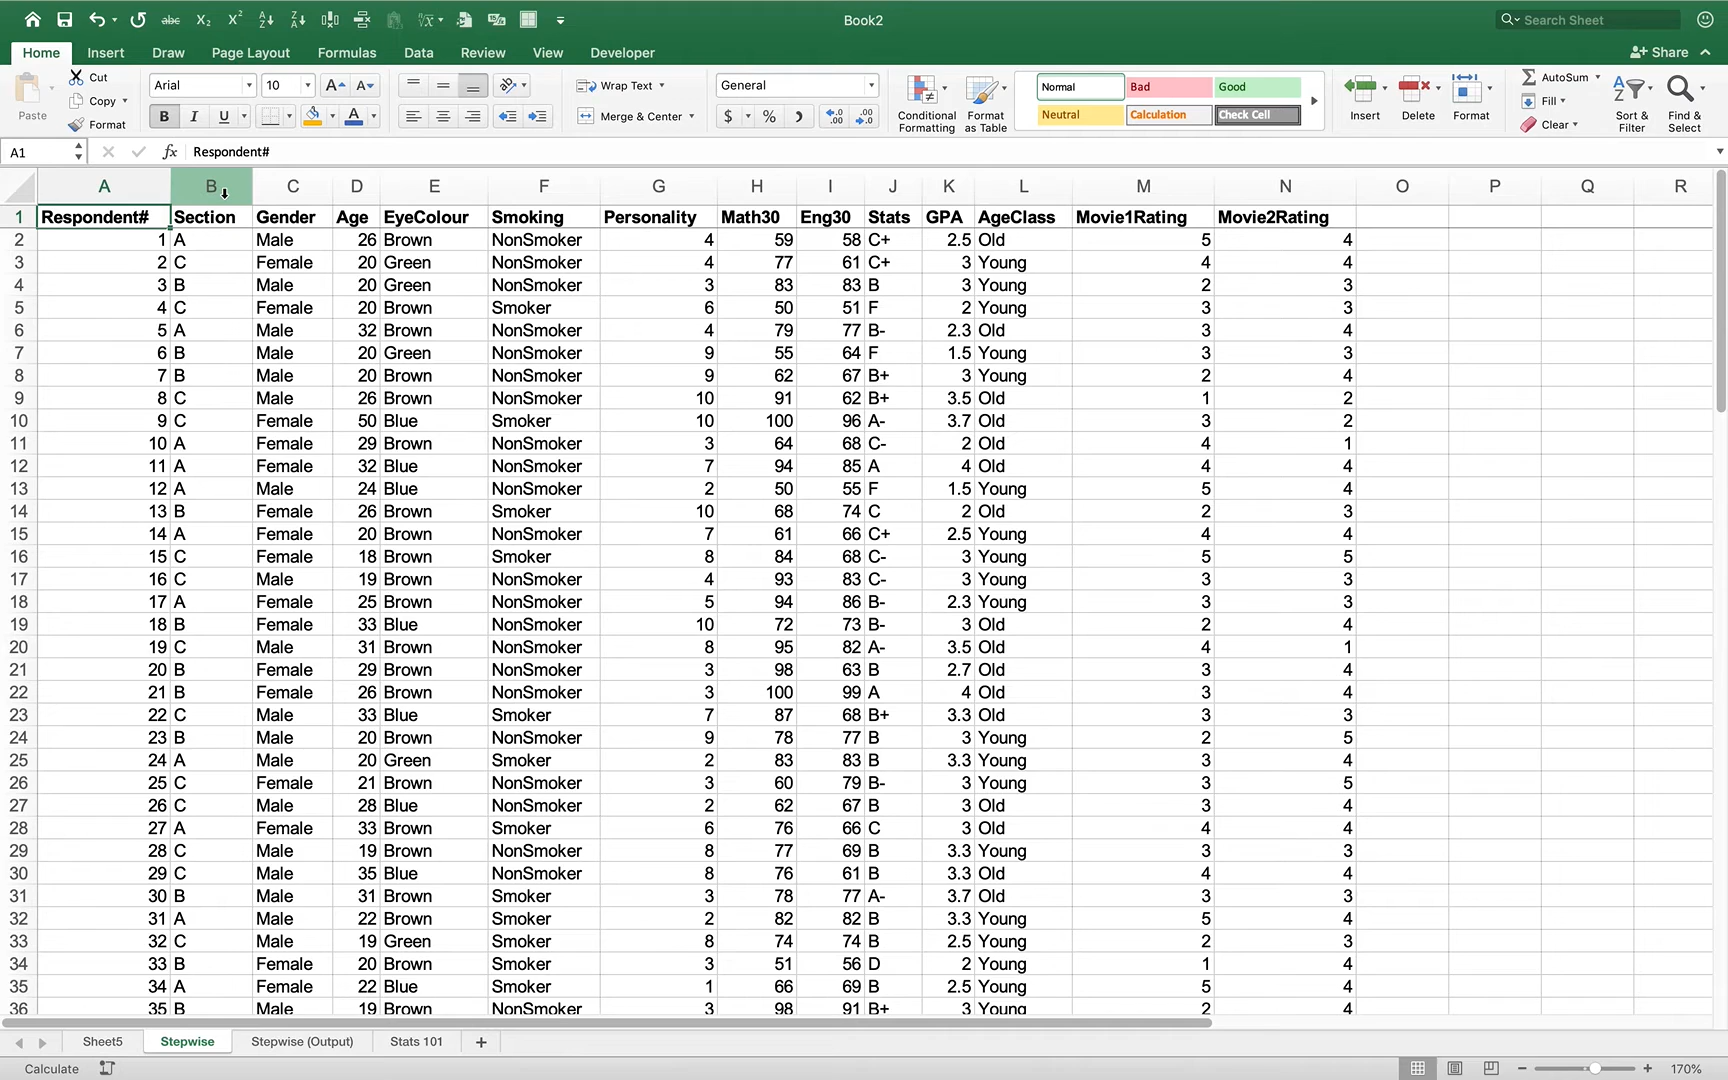 Book2
Search Sheet
Home Insert Draw Page Layout Formulas Data Review View Developer Share
Paste Cut Copy Format
Arial 10
B I U
Wrap Text
Merge & Center
General
$ %
Conditional Formatting
Format as Table
Normal Bad Good
Neutral Calculation Check Cell
Insert Delete Format
AutoSum
Fill
Clear
Sort & Filter
Find & Select
A1 fx Respondent#
A B C D E F G H I J K L M N O P Q R
1 Respondent# Section Gender Age EyeColour Smoking Personality Math30 Eng30 Stats GPA AgeClass Movie1Rating Movie2Rating
2 1 A Male 26 Brown NonSmoker 4 59 58 C+ 2.5 Old 5 4
3 2 C Female 20 Green NonSmoker 4 77 61 C+ 3 Young 4 4
4 3 B Male 20 Green NonSmoker 3 83 83 B 3 Young 2 3
5 4 C Female 20 Brown Smoker 6 50 51 F 2 Young 3 3
6 5 A Male 32 Brown NonSmoker 4 79 77 B- 2.3 Old 3 4
7 6 B Male 20 Green NonSmoker 9 55 64 F 1.5 Young 3 3
8 7 B Male 20 Brown NonSmoker 9 62 67 B+ 3 Young 2 4
9 8 C Male 26 Brown NonSmoker 10 91 62 B+ 3.5 Old 1 2
10 9 C Female 50 Blue Smoker 10 100 96 A- 3.7 Old 3 2
11 10 A Female 29 Brown NonSmoker 3 64 68 C- 2 Old 4 1
12 11 A Female 32 Blue NonSmoker 7 94 85 A 4 Old 4 4
13 12 A Male 24 Blue NonSmoker 2 50 55 F 1.5 Young 5 4
14 13 B Female 26 Brown Smoker 10 68 74 C 2 Old 2 3
15 14 A Female 20 Brown NonSmoker 7 61 66 C+ 2.5 Young 4 4
16 15 C Female 18 Brown Smoker 8 84 68 C- 3 Young 5 5
17 16 C Male 19 Brown NonSmoker 4 93 83 C- 3 Young 3 3
18 17 A Female 25 Brown NonSmoker 5 94 86 B- 2.3 Young 3 3
19 18 B Female 33 Blue NonSmoker 10 72 73 B- 3 Old 2 4
20 19 C Male 31 Brown NonSmoker 8 95 82 A- 3.5 Old 4 1
21 20 B Female 29 Brown NonSmoker 3 98 63 B 2.7 Old 3 4
22 21 B Female 26 Brown NonSmoker 3 100 99 A 4 Old 3 4
23 22 C Male 33 Blue Smoker 7 87 68 B+ 3.3 Old 3 3
24 23 B Male 20 Brown NonSmoker 9 78 77 B 3 Young 2 5
25 24 A Male 20 Green Smoker 2 83 83 B 3.3 Young 3 4
26 25 C Female 21 Brown NonSmoker 3 60 79 B- 3 Young 3 5
27 26 C Male 28 Blue NonSmoker 2 62 67 B 3 Old 3 4
28 27 A Female 33 Brown Smoker 6 76 66 C 3 Old 4 4
29 28 C Male 19 Brown NonSmoker 8 77 69 B 3.3 Young 3 3
30 29 C Male 35 Blue NonSmoker 8 76 61 B 3.3 Old 4 4
31 30 B Male 31 Brown Smoker 3 78 77 A- 3.7 Old 3 3
32 31 A Male 22 Brown Smoker 2 82 82 B 3.3 Young 5 4
33 32 C Male 19 Green Smoker 8 74 74 B 2.5 Young 2 3
34 33 B Female 20 Brown Smoker 3 51 56 D 2 Young 1 4
35 34 A Female 22 Blue Smoker 1 66 69 B 2.5 Young 5 4
36 35 B Male 19 Brown NonSmoker 3 98 91 B+ 3 Young 2 4
Sheet5 Stepwise Stepwise (Output) Stats 101 +
Calculate 170%